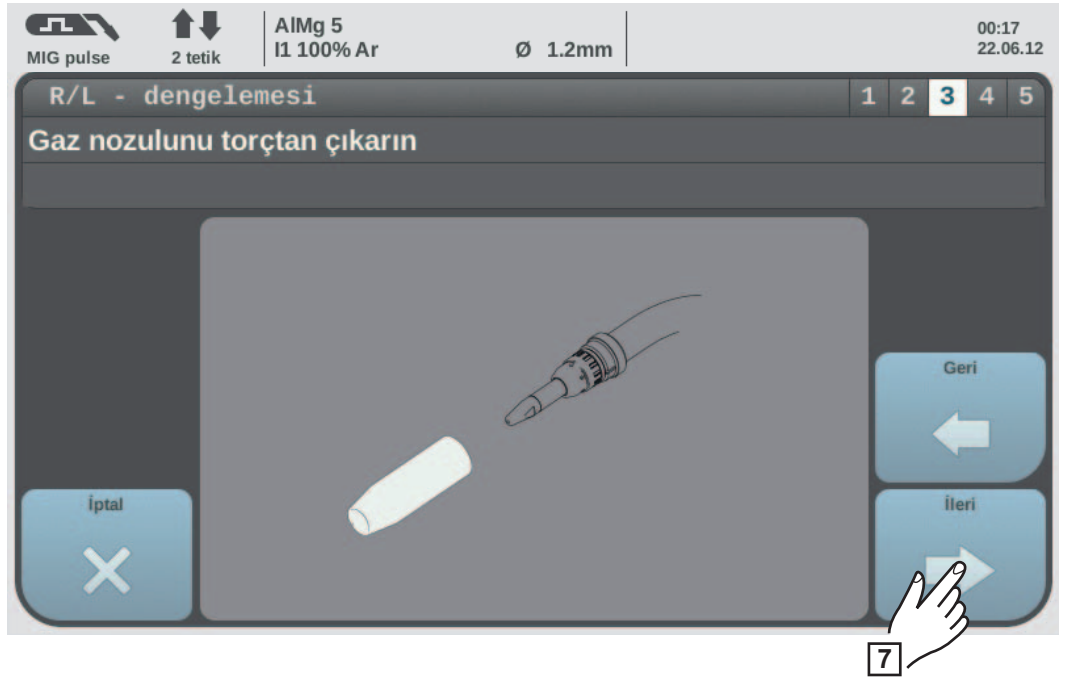 MIG pulse
2 tetik
AlMg 5
I1 100% Ar Ø 1.2mm
00:17
22.06.12
R/L - dengelemesi 1 2 3 4 5
Gaz nozulunu torçtan çıkarın
Geri
İptal
İleri
7